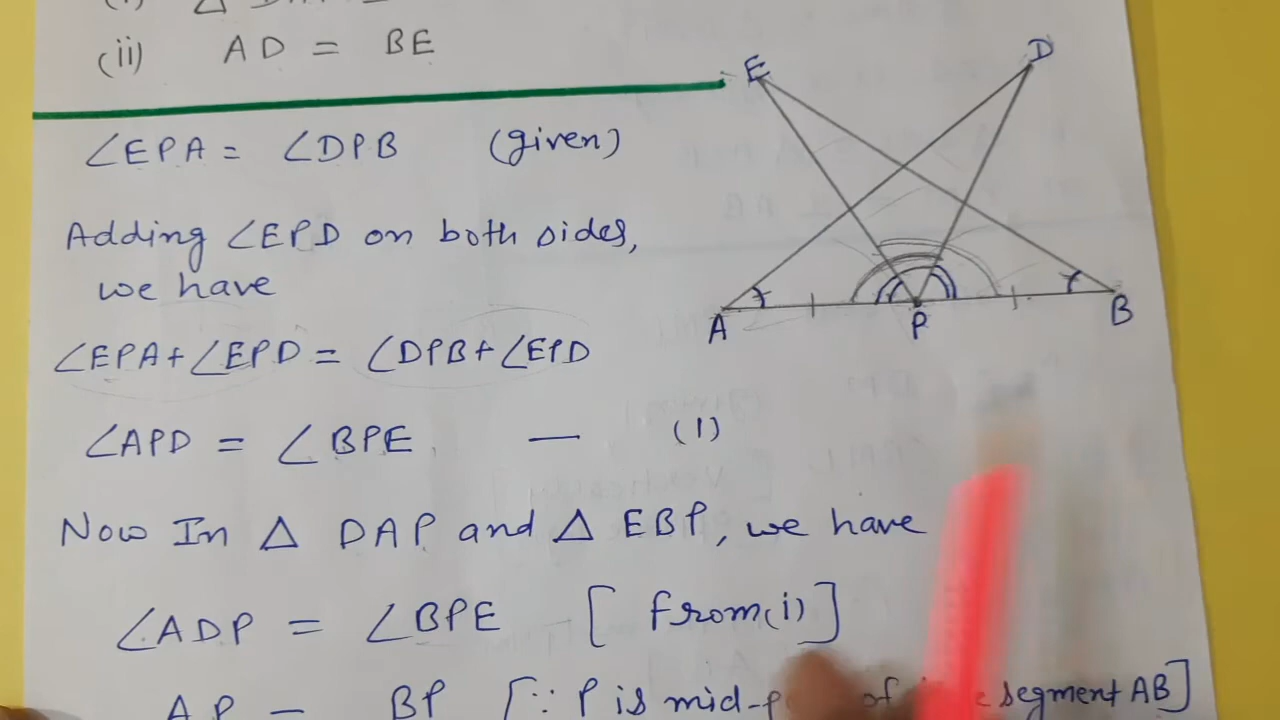 (ii) AD = BE
∠EPA = ∠DPB (given)
Adding ∠EPD on both sides,
we have
∠EPA + ∠EPD = ∠DPB + ∠EPD
∠APD = ∠BPE — (1)
Now In △ DAP and △ EBP, we have
∠ADP = ∠BPE [from (i)]
AP = BP [∵ P is mid-p of segment AB]
E
D
A
P
B